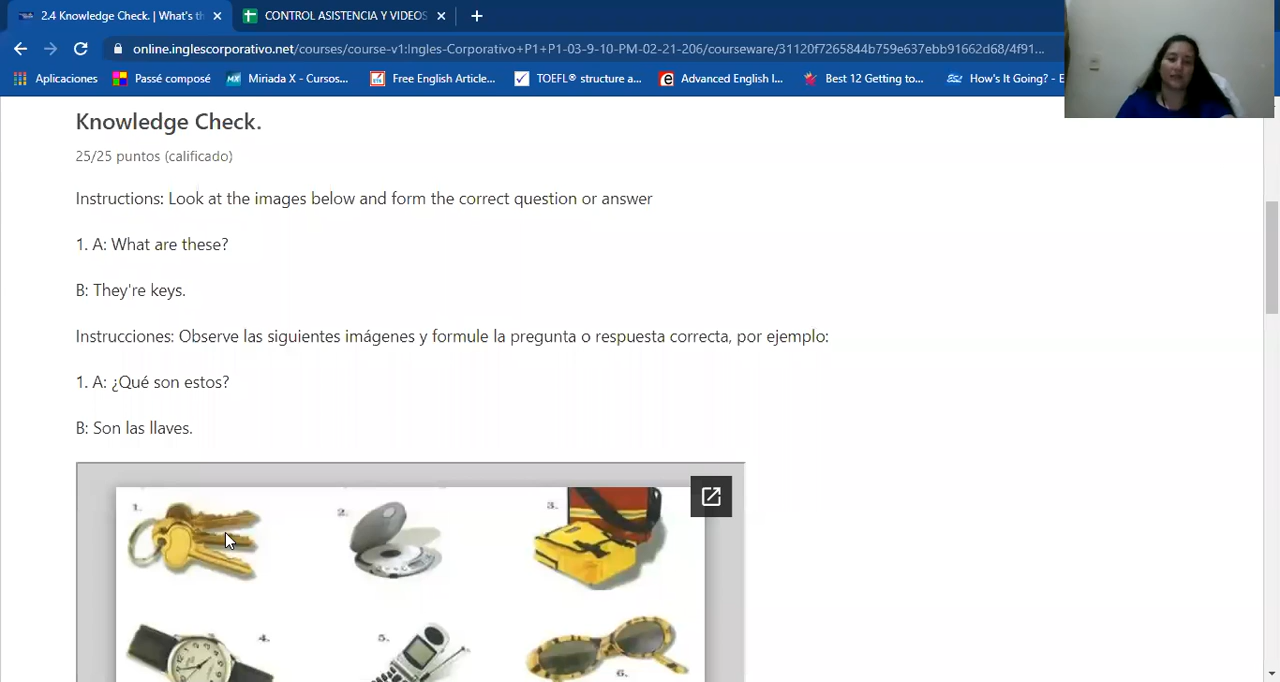 2.4 Knowledge Check. | What's th
CONTROL ASISTENCIA Y VIDEOS
online.inglescorporativo.net/courses/course-v1:Ingles-Corporativo+P1+P1-03-9-10-PM-02-21-206/courseware/31120f7265844b759e637ebb91662d68/4f91...
Aplicaciones Passé composé Miriada X - Cursos... Free English Article... TOEFL® structure a... Advanced English I... Best 12 Getting to... How's It Going? - E
Knowledge Check.
25/25 puntos (calificado)
Instructions: Look at the images below and form the correct question or answer
1. A: What are these?
B: They're keys.
Instrucciones: Observe las siguientes imágenes y formule la pregunta o respuesta correcta, por ejemplo:
1. A: ¿Qué son estos?
B: Son las llaves.
1. 2. 3.
4. 5. 6.